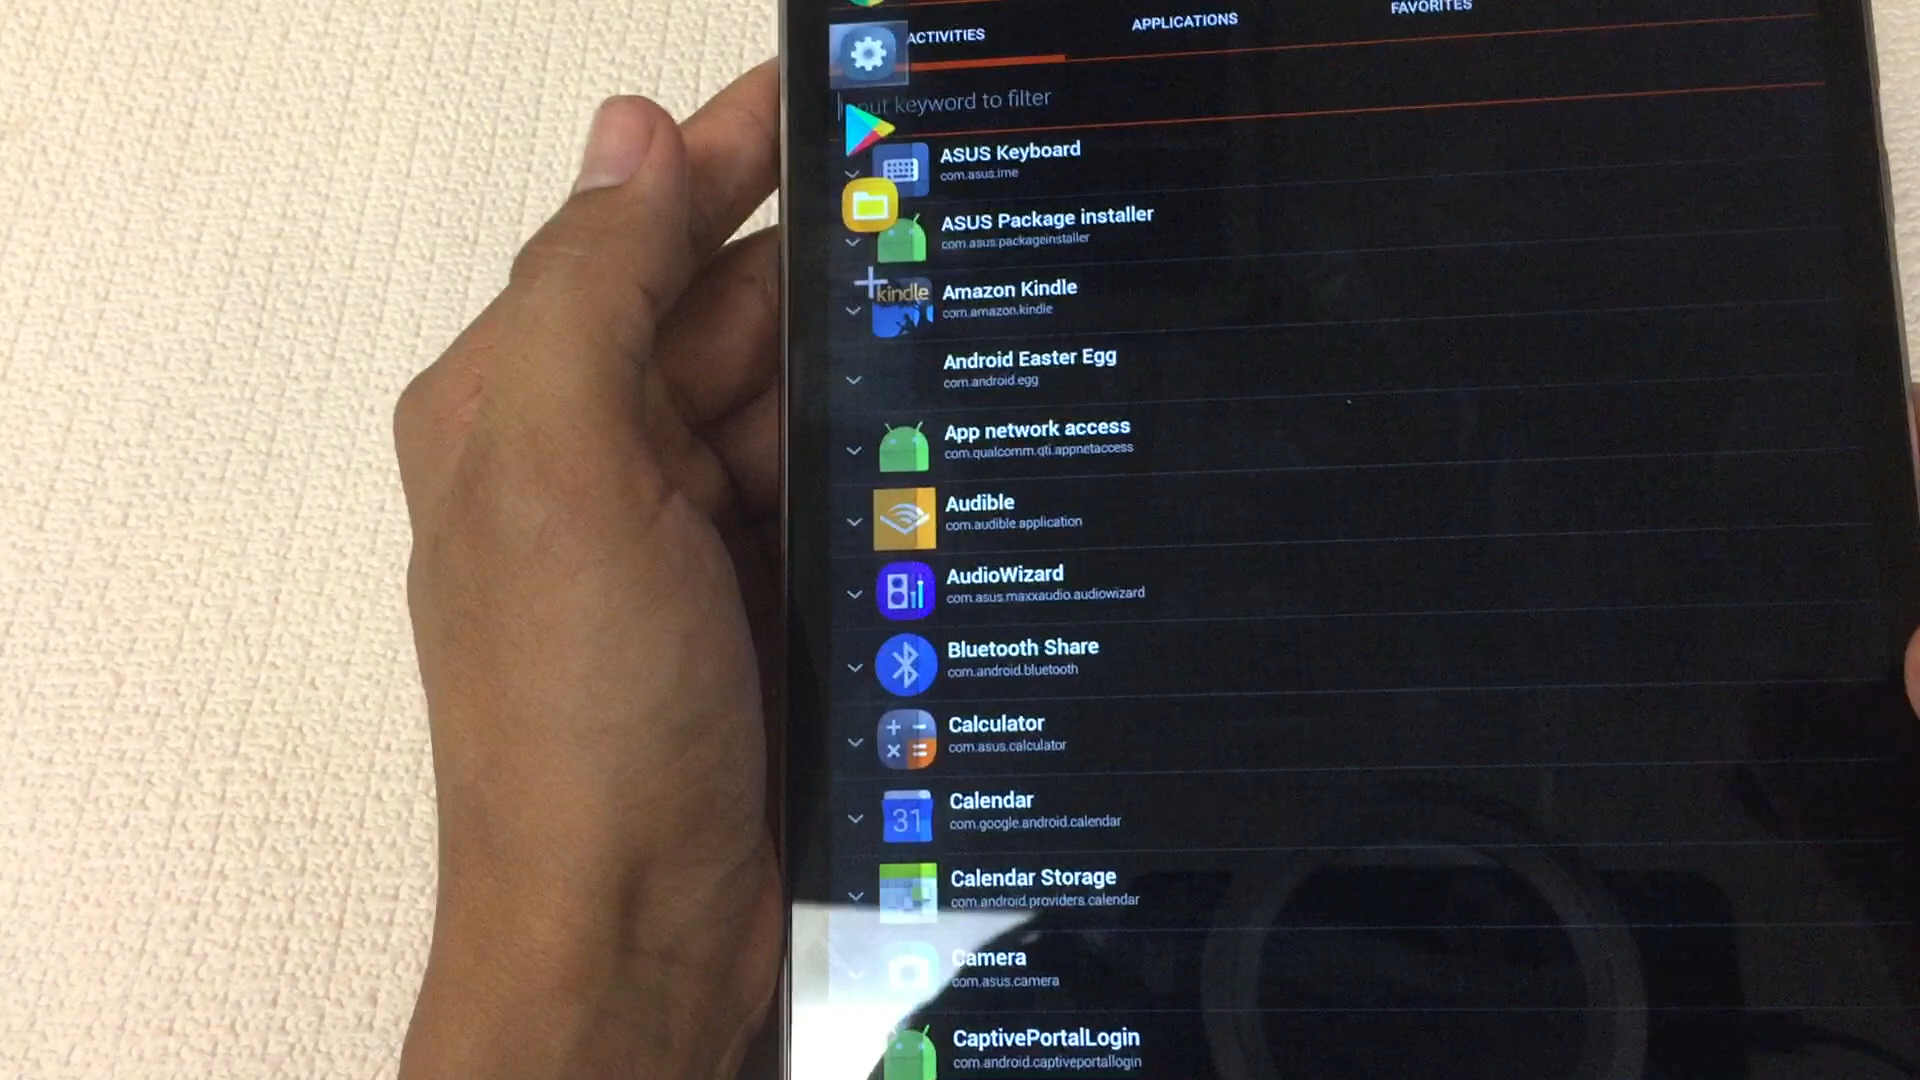 ACTIVITIES
APPLICATIONS
FAVORITES
Input keyword to filter
ASUS Keyboard
com.asus.ime
ASUS Package installer
com.asus.packageinstaller
kindle
Amazon Kindle
com.amazon.kindle
Android Easter Egg
com.android.egg
App network access
com.qualcomm.qti.appnetaccess
Audible
com.audible.application
AudioWizard
com.asus.maxxaudio.audiowizard
Bluetooth Share
com.android.bluetooth
Calculator
com.asus.calculator
31
Calendar
com.google.android.calendar
Calendar Storage
com.android.providers.calendar
Camera
com.asus.camera
CaptivePortalLogin
com.android.captiveportallogin